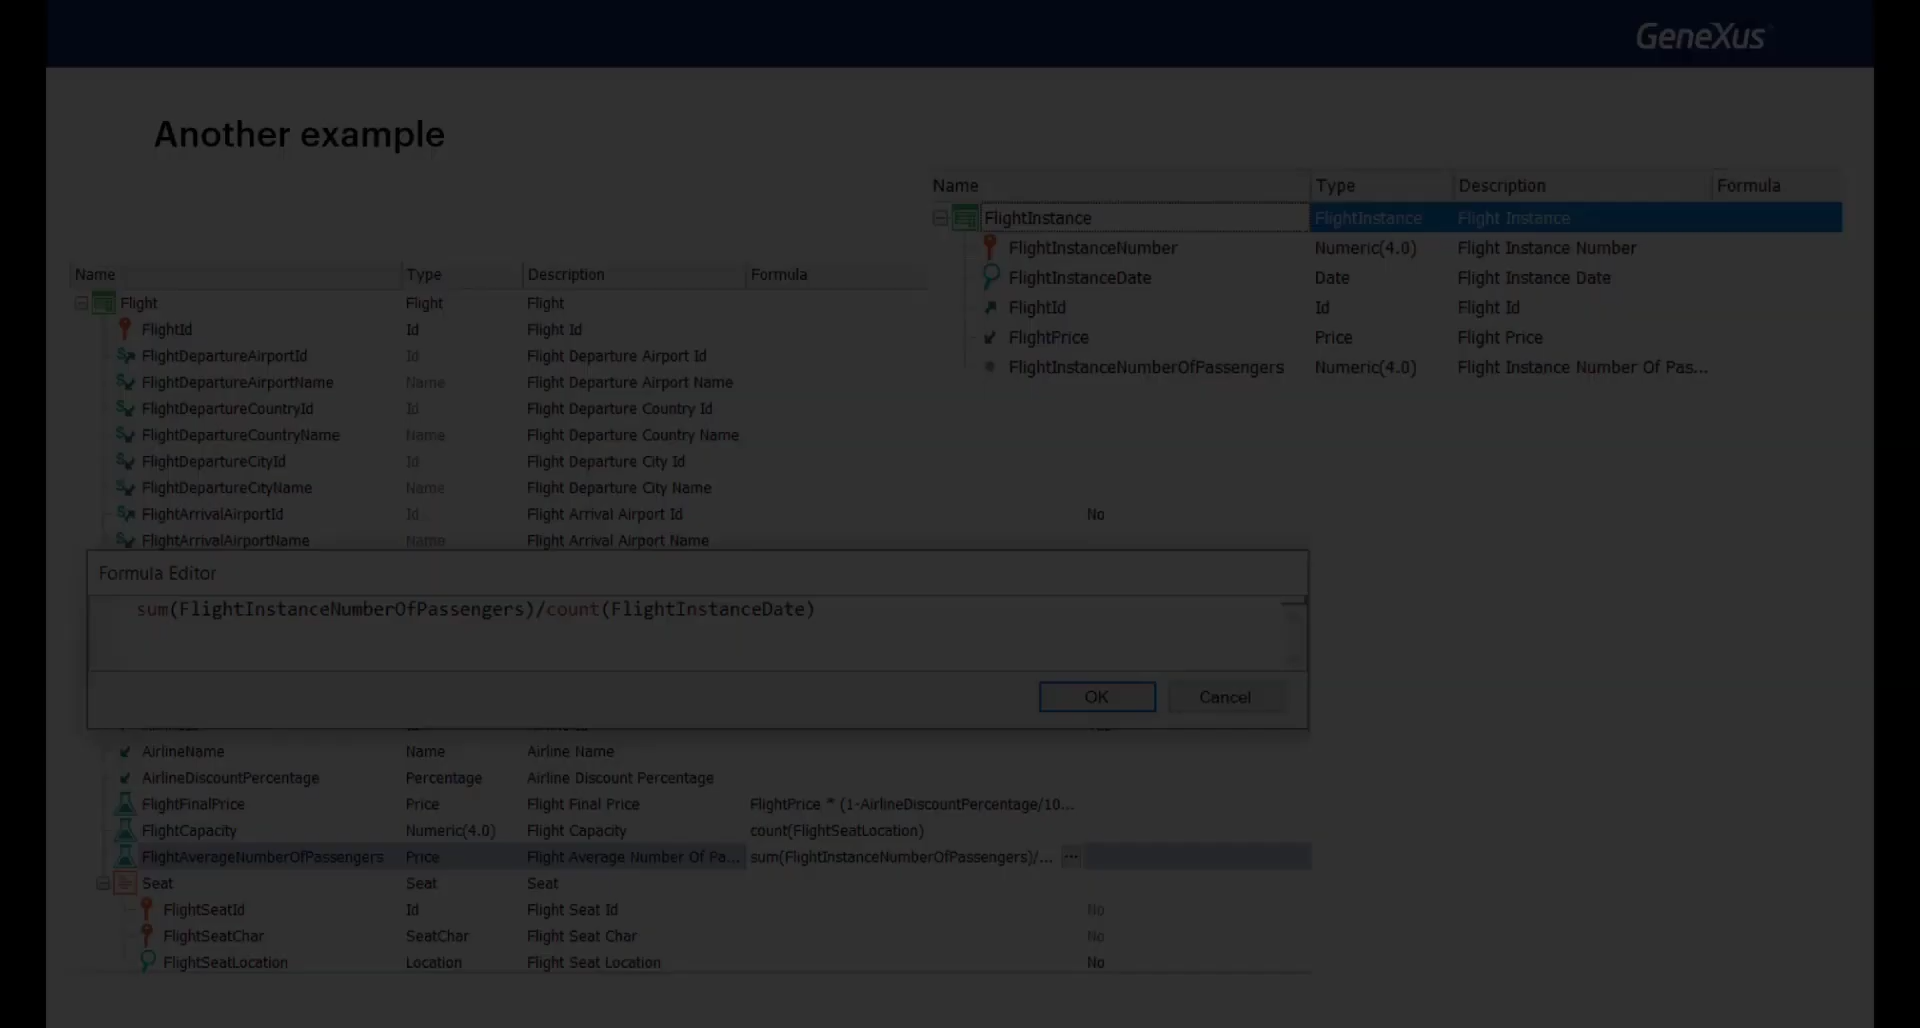 GeneXus
Another example
Name Type Description Formula
FlightInstance FlightInstance Flight Instance
FlightInstanceNumber Numeric(4.0) Flight Instance Number
FlightInstanceDate Date Flight Instance Date
FlightId Id Flight Id
FlightPrice Price Flight Price
FlightInstanceNumberOfPassengers Numeric(4.0) Flight Instance Number Of Pas...
Name Type Description Formula
Flight Flight Flight
FlightId Id Flight Id
FlightDepartureAirportId Id Flight Departure Airport Id
FlightDepartureAirportName Name Flight Departure Airport Name
FlightDepartureCountryId Id Flight Departure Country Id
FlightDepartureCountryName Name Flight Departure Country Name
FlightDepartureCityId Id Flight Departure City Id
FlightDepartureCityName Name Flight Departure City Name
FlightArrivalAirportId Id Flight Arrival Airport Id No
FlightArrivalAirportName Name Flight Arrival Airport Name
Formula Editor
sum(FlightInstanceNumberOfPassengers)/count(FlightInstanceDate)
OK Cancel
AirlineName Name Airline Name
AirlineDiscountPercentage Percentage Airline Discount Percentage
FlightFinalPrice Price Flight Final Price FlightPrice * (1-AirlineDiscountPercentage/10...
FlightCapacity Numeric(4.0) Flight Capacity count(FlightSeatLocation)
FlightAverageNumberOfPassengers Price Flight Average Number Of Pa... sum(FlightInstanceNumberOfPassengers)/... ...
Seat Seat Seat
FlightSeatId Id Flight Seat Id No
FlightSeatChar SeatChar Flight Seat Char No
FlightSeatLocation Location Flight Seat Location No